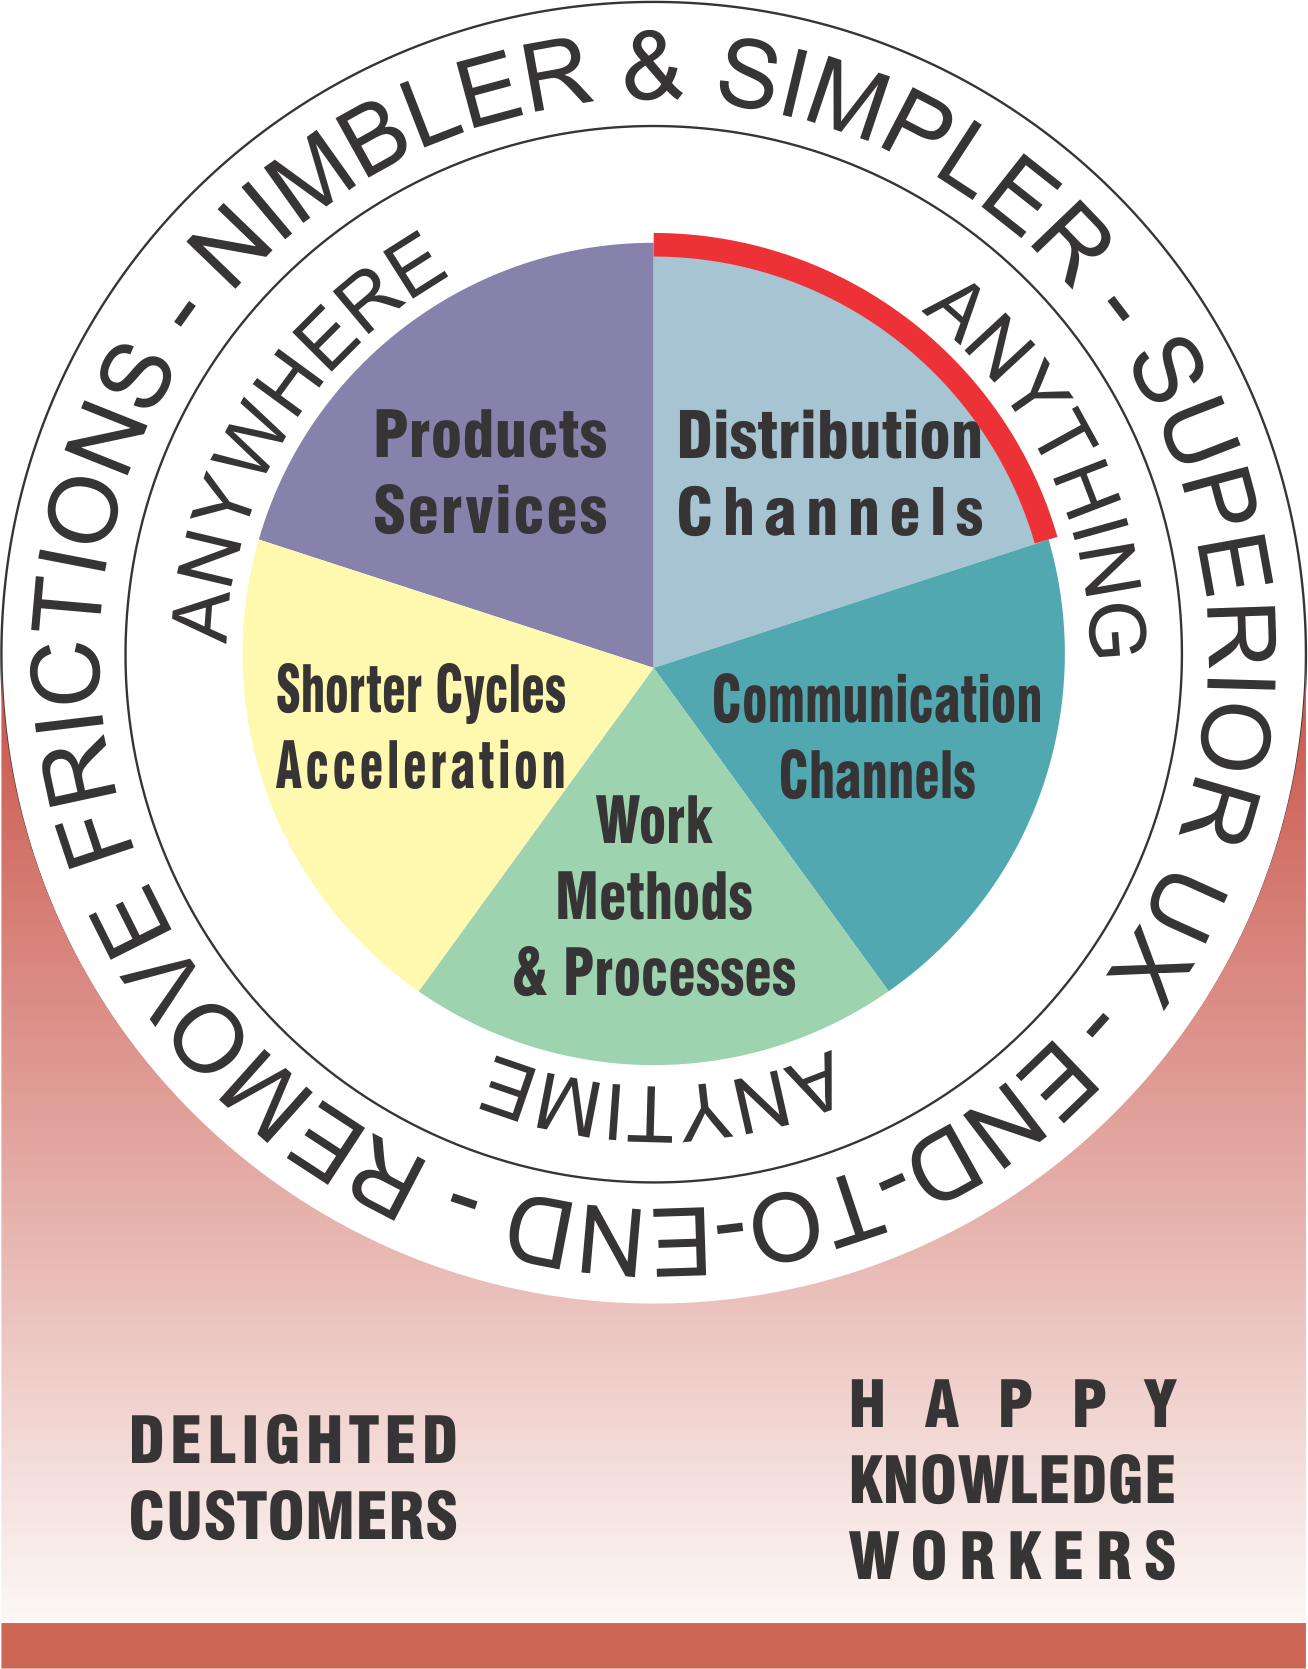 NIMBLER & SIMPLER - SUPERIOR UX - END-TO-END - REMOVE FRICTIONS -
ANYWHERE
ANYTHING
ANYTIME
Products
Services
Distribution
Channels
Shorter Cycles
Acceleration
Communication
Channels
Work
Methods
& Processes
DELIGHTED
CUSTOMERS
HAPPY
KNOWLEDGE
WORKERS